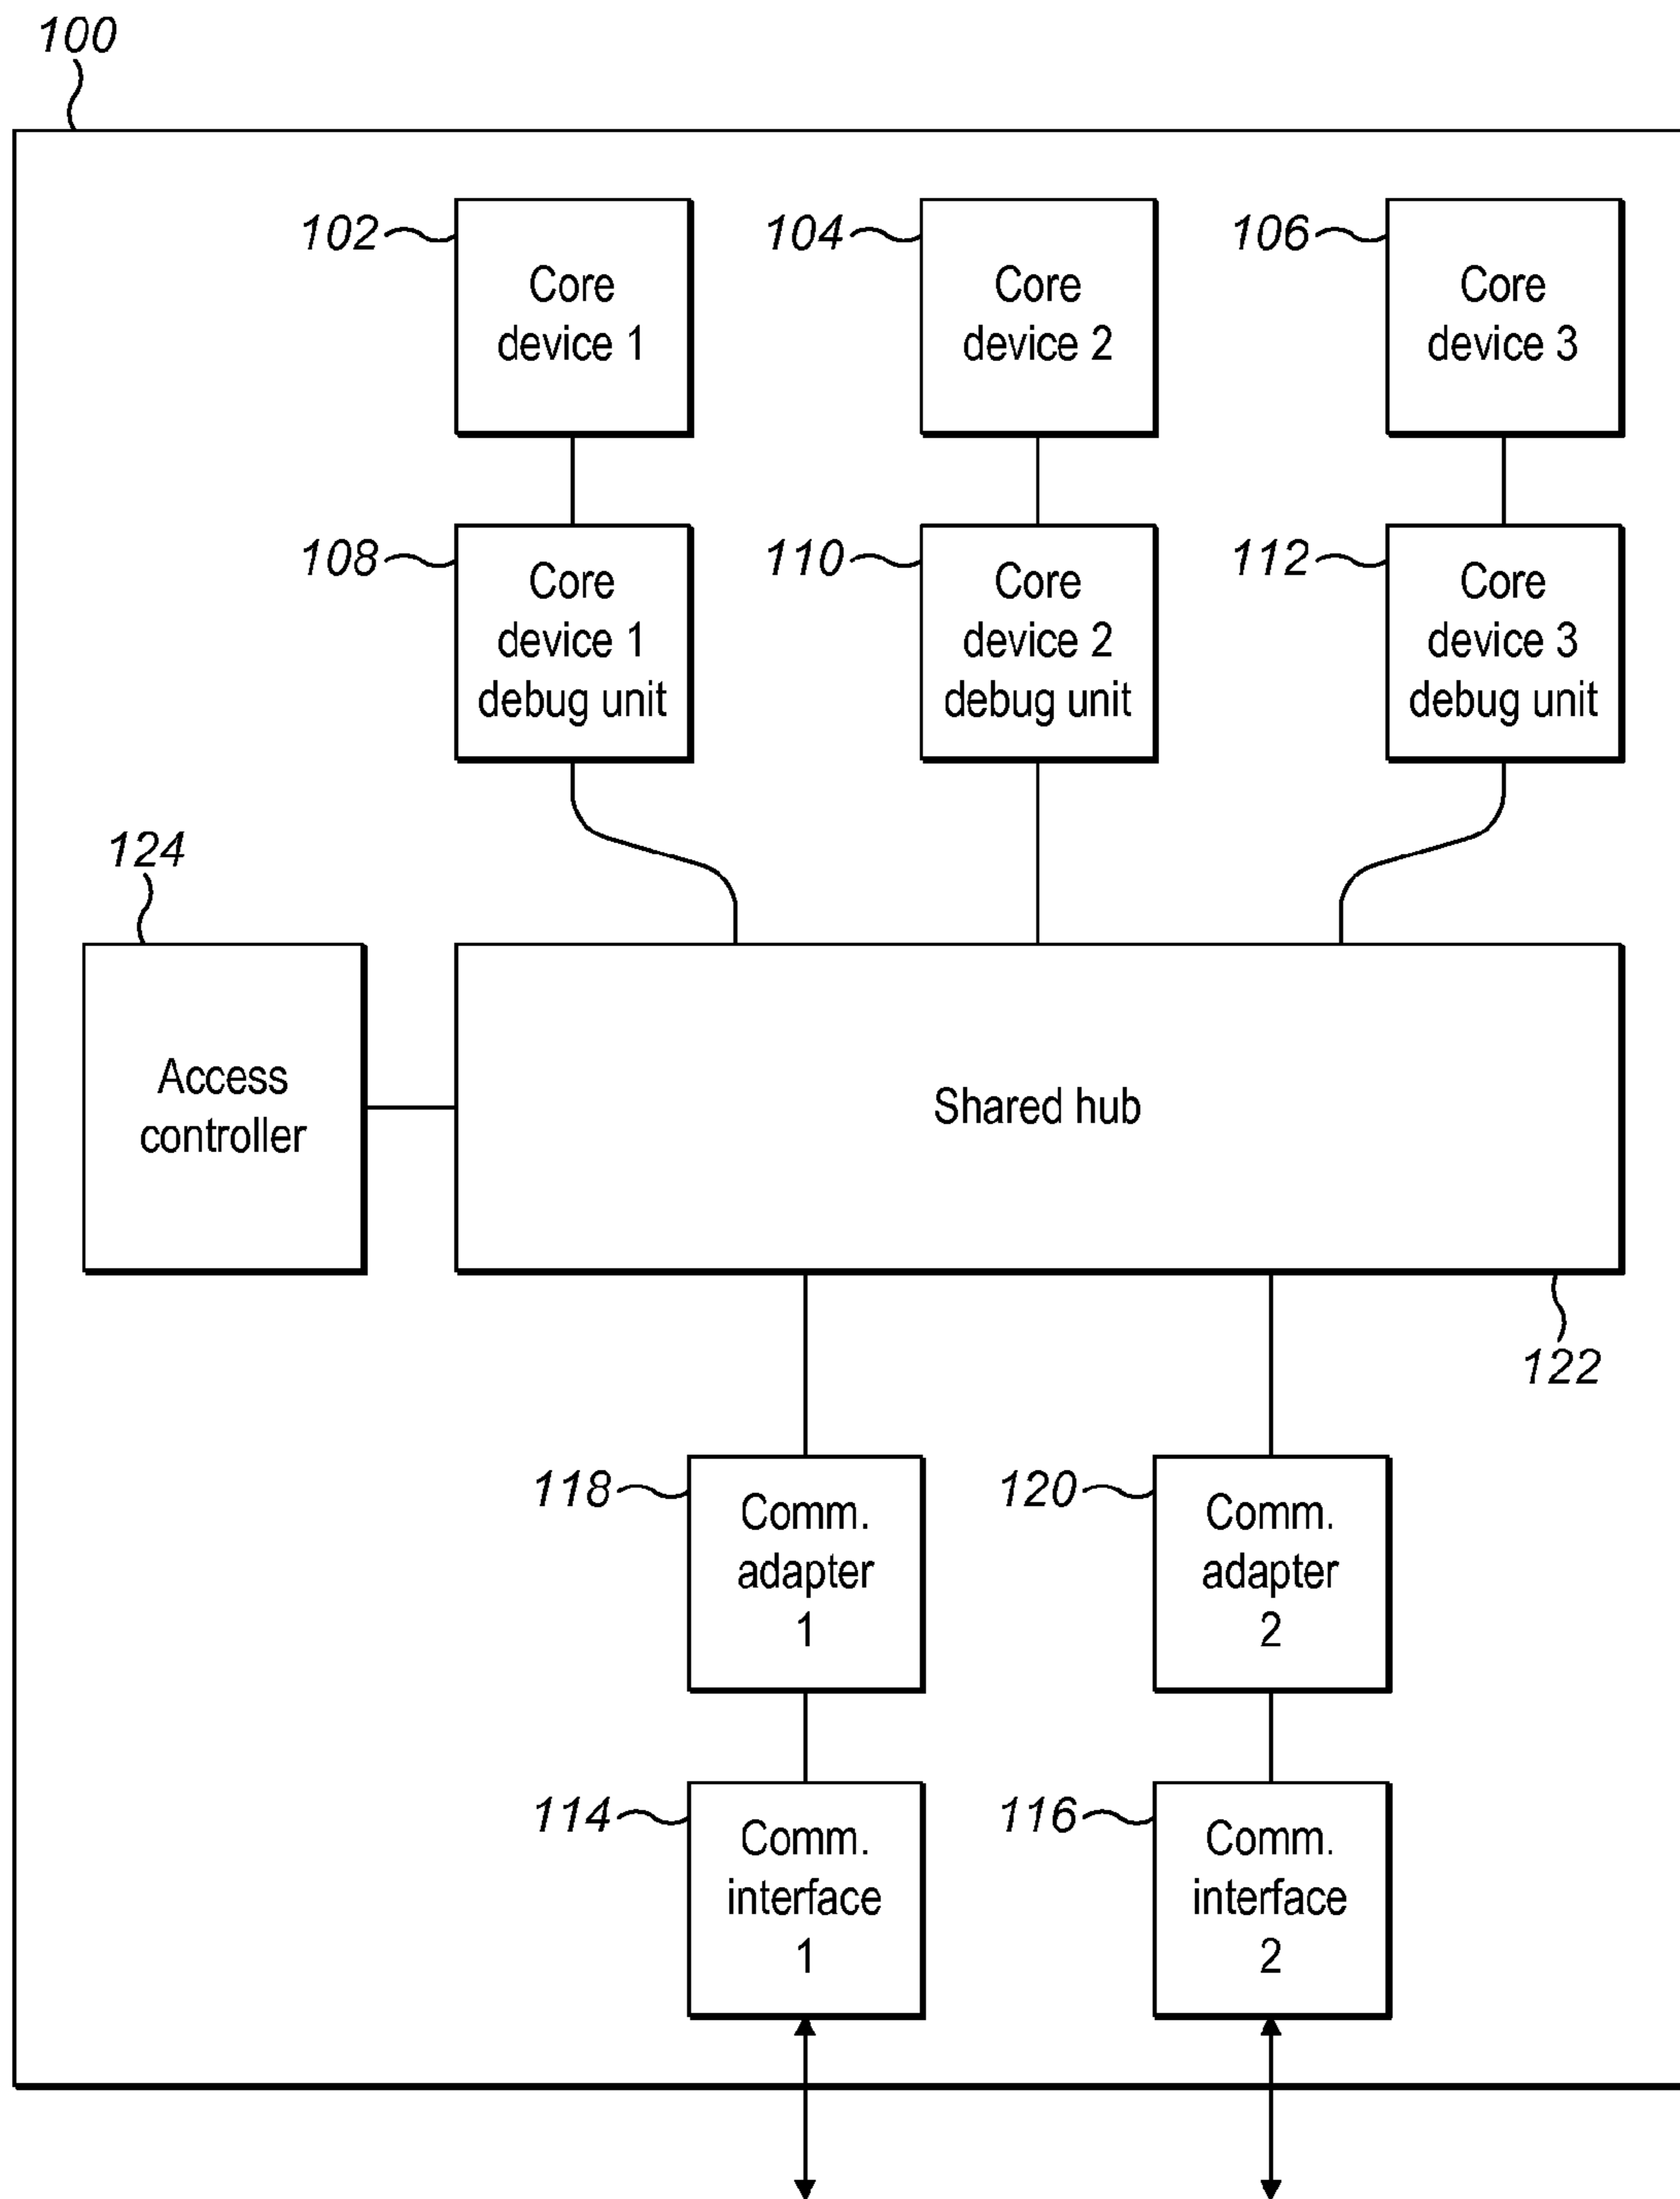 100
102
Core
device 1
104
Core
device 2
106
Core
device 3
108
Core
device 1
debug unit
110
Core
device 2
debug unit
112
Core
device 3
debug unit
124
Access
controller
Shared hub
122
118
Comm.
adapter
1
120
Comm.
adapter
2
114
Comm.
interface
1
116
Comm.
interface
2